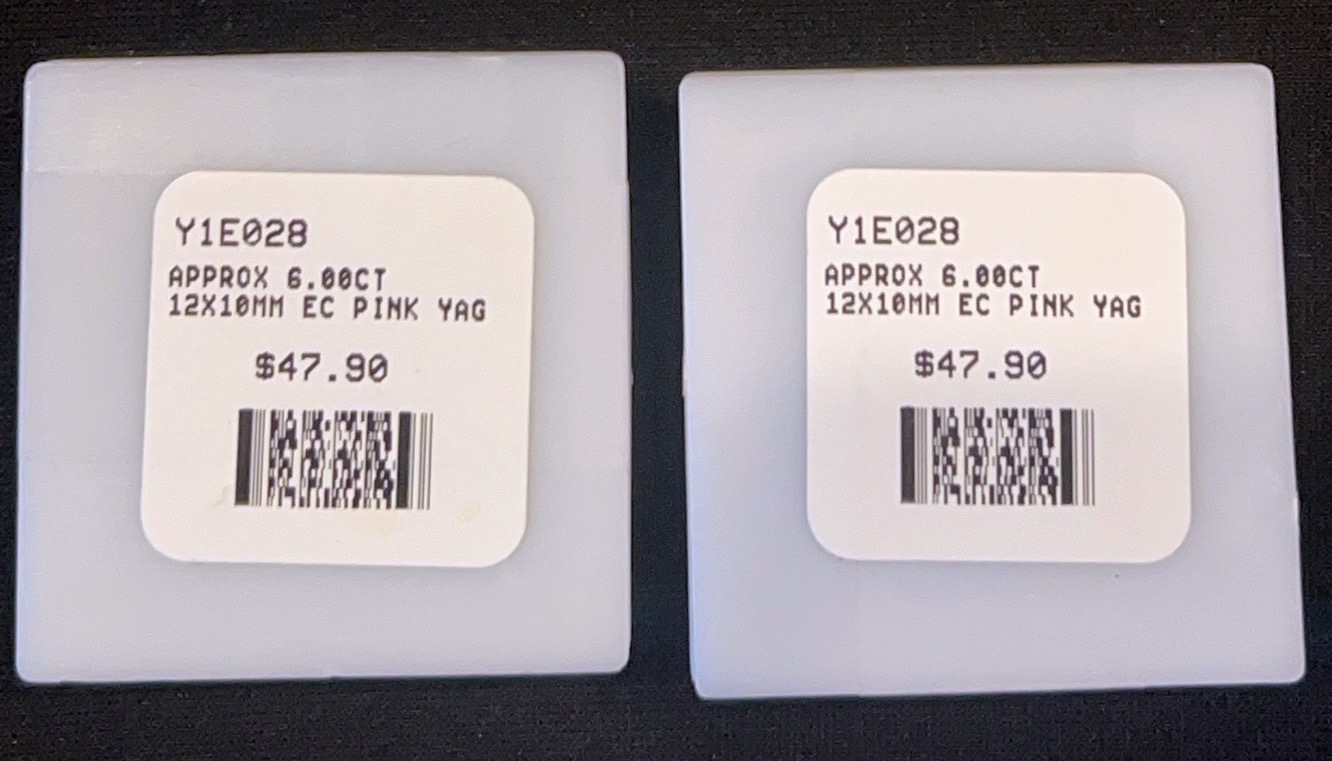 Y1E028
APPROX 6.00CT
12X10MM EC PINK YAG
$47.90
Y1E028
APPROX 6.00CT
12X10MM EC PINK YAG
$47.90